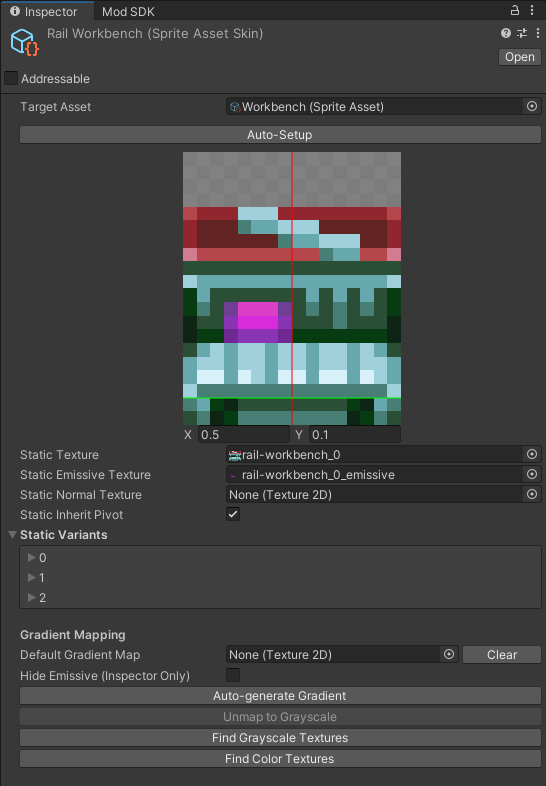 Inspector Mod SDK
Rail Workbench (Sprite Asset Skin)
Open
Addressable
Target Asset Workbench (Sprite Asset)
Auto-Setup
X 0.5 Y 0.1
Static Texture rail-workbench_0
Static Emissive Texture rail-workbench_0_emissive
Static Normal Texture None (Texture 2D)
Static Inherit Pivot
Static Variants
0
1
2
Gradient Mapping
Default Gradient Map None (Texture 2D) Clear
Hide Emissive (Inspector Only)
Auto-generate Gradient
Unmap to Grayscale
Find Grayscale Textures
Find Color Textures